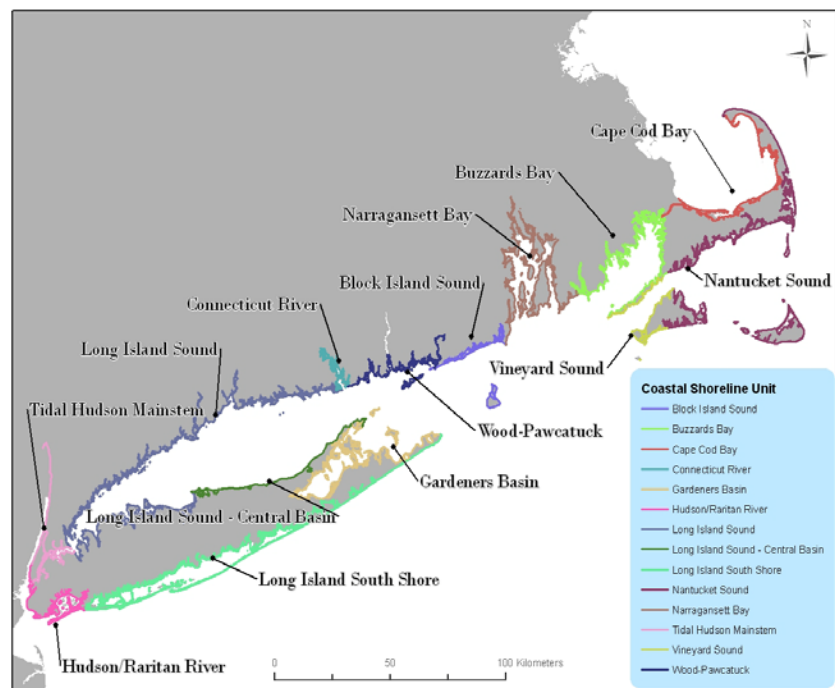 N
Cape Cod Bay
Buzzards Bay
Narragansett Bay
Block Island Sound
Nantucket Sound
Connecticut River
Long Island Sound
Vineyard Sound
Tidal Hudson Mainstem
Wood-Pawcatuck
Gardeners Basin
Long Island Sound - Central Basin
Long Island South Shore
Hudson/Raritan River
0 50 100 Kilometers
Coastal Shoreline Unit
Block Island Sound
Buzzards Bay
Cape Cod Bay
Connecticut River
Gardeners Basin
Hudson/Raritan River
Long Island Sound
Long Island Sound - Central Basin
Long Island South Shore
Nantucket Sound
Narragansett Bay
Tidal Hudson Mainstem
Vineyard Sound
Wood-Pawcatuck